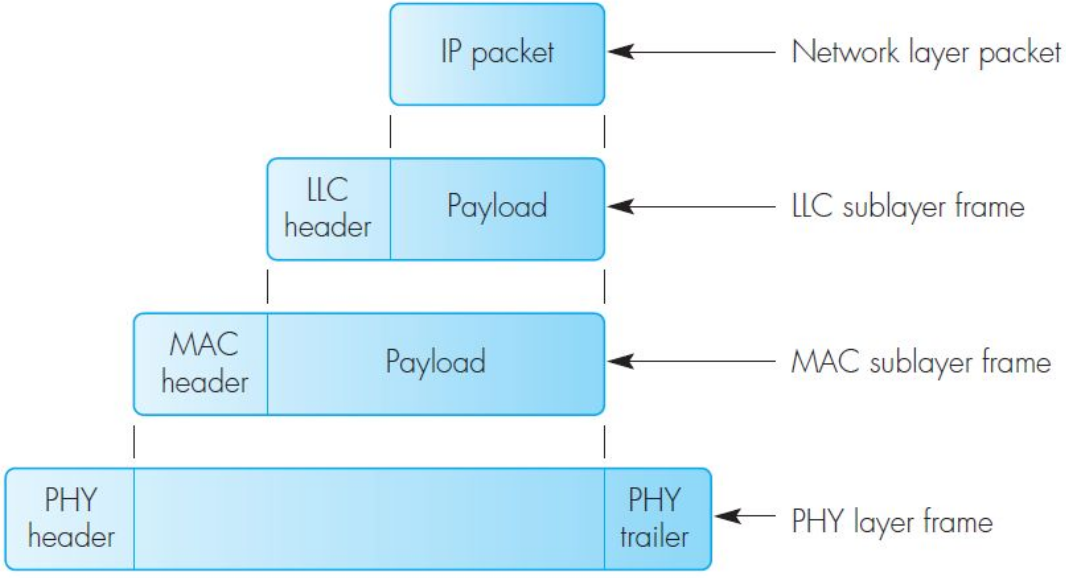 IP packet
Network layer packet
LLC
header
Payload
LLC sublayer frame
MAC
header
Payload
MAC sublayer frame
PHY
header
PHY
trailer
PHY layer frame